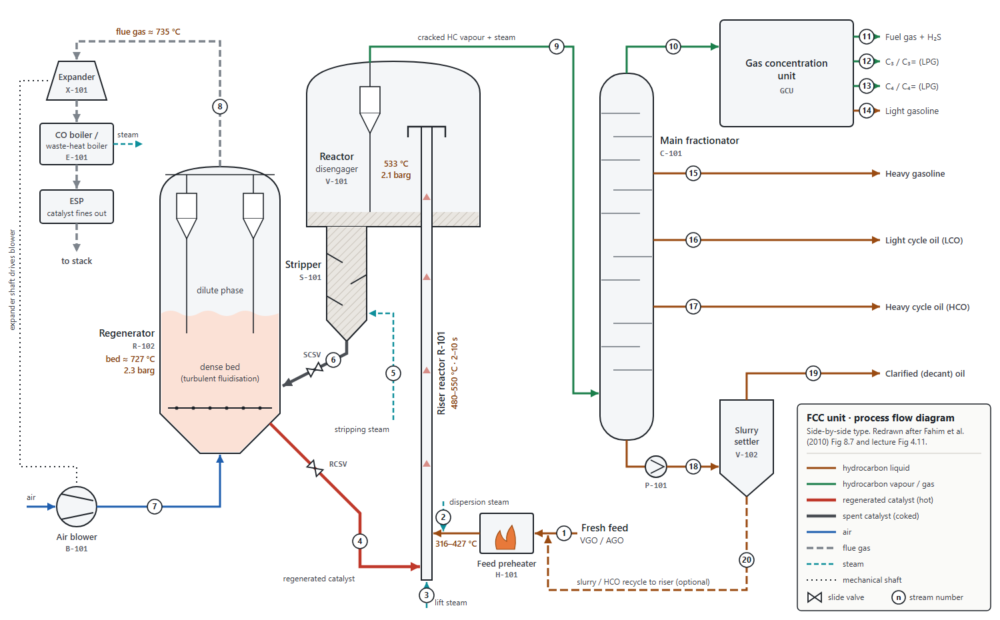 flue gas ≈ 735 °C
Expander
X-101
8
CO boiler /
waste-heat boiler
E-101
steam
ESP
catalyst fines out
to stack
expander shaft drives blower
cracked HC vapour + steam
9
10
Reactor
disengager
V-101
533 °C
2.1 barg
Gas concentration
unit
GCU
11
Fuel gas + H₂S
12
C₃ / C₃= (LPG)
13
C₄ / C₄= (LPG)
14
Light gasoline
Main fractionator
C-101
15
Heavy gasoline
16
Light cycle oil (LCO)
17
Heavy cycle oil (HCO)
Stripper
S-101
dilute phase
Regenerator
R-102
bed ≈ 727 °C
2.3 barg
dense bed
(turbulent fluidisation)
SCSV
6
5
stripping steam
Riser reactor R-101
480–550 °C · 2–10 s
RCSV
air
7
Air blower
B-101
4
regenerated catalyst
3
lift steam
2
dispersion steam
316–427 °C
Feed preheater
H-101
1
Fresh feed
VGO / AGO
slurry / HCO recycle to riser (optional)
P-101
18
Slurry
settler
V-102
19
Clarified (decant) oil
20
FCC unit · process flow diagram
Side-by-side type. Redrawn after Fahim et al.
(2010) Fig 8.7 and lecture Fig 4.11.
hydrocarbon liquid
hydrocarbon vapour / gas
regenerated catalyst (hot)
spent catalyst (coked)
air
flue gas
steam
mechanical shaft
slide valve
n
stream number